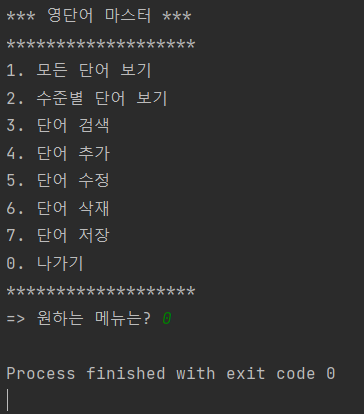 *** 영단어 마스터 ***
*******************
1. 모든 단어 보기
2. 수준별 단어 보기
3. 단어 검색
4. 단어 추가
5. 단어 수정
6. 단어 삭재
7. 단어 저장
0. 나가기
*******************
=> 원하는 메뉴는? 0
Process finished with exit code 0